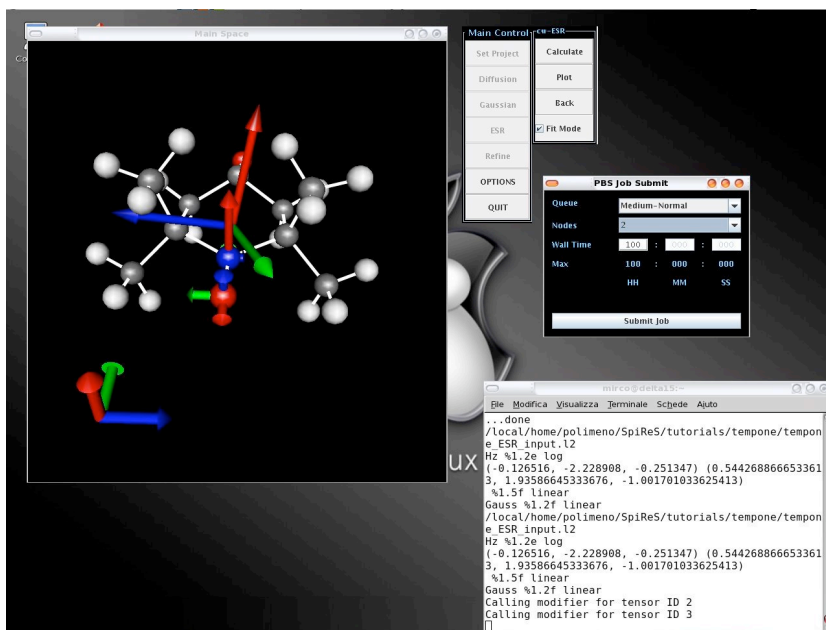 Co
Main Space
Main Control
Set Project
Diffusion
Gaussian
ESR
Refine
OPTIONS
QUIT
cw-ESR
Calculate
Plot
Back
Fit Mode
PBS Job Submit
Queue Medium-Normal
Nodes 2
Wall Time 100 : 000 : 000
Max 100 : 000 : 000
HH MM SS
Submit Job
ux
mirco@delta15:~
File Modifica Visualizza Terminale Schede Ajuto
...done
/local/home/polimeno/SpiReS/tutorials/tempone/tempon
e_ESR_input.l2
Hz %1.2e log
(-0.126516, -2.228908, -0.251347) (0.544268866653361
3, 1.93586645333676, -1.001701033625413)
%1.5f linear
Gauss %1.2f linear
/local/home/polimeno/SpiReS/tutorials/tempone/tempon
e_ESR_input.l2
Hz %1.2e log
(-0.126516, -2.228908, -0.251347) (0.544268866653361
3, 1.93586645333676, -1.001701033625413)
%1.5f linear
Gauss %1.2f linear
Calling modifier for tensor ID 2
Calling modifier for tensor ID 3